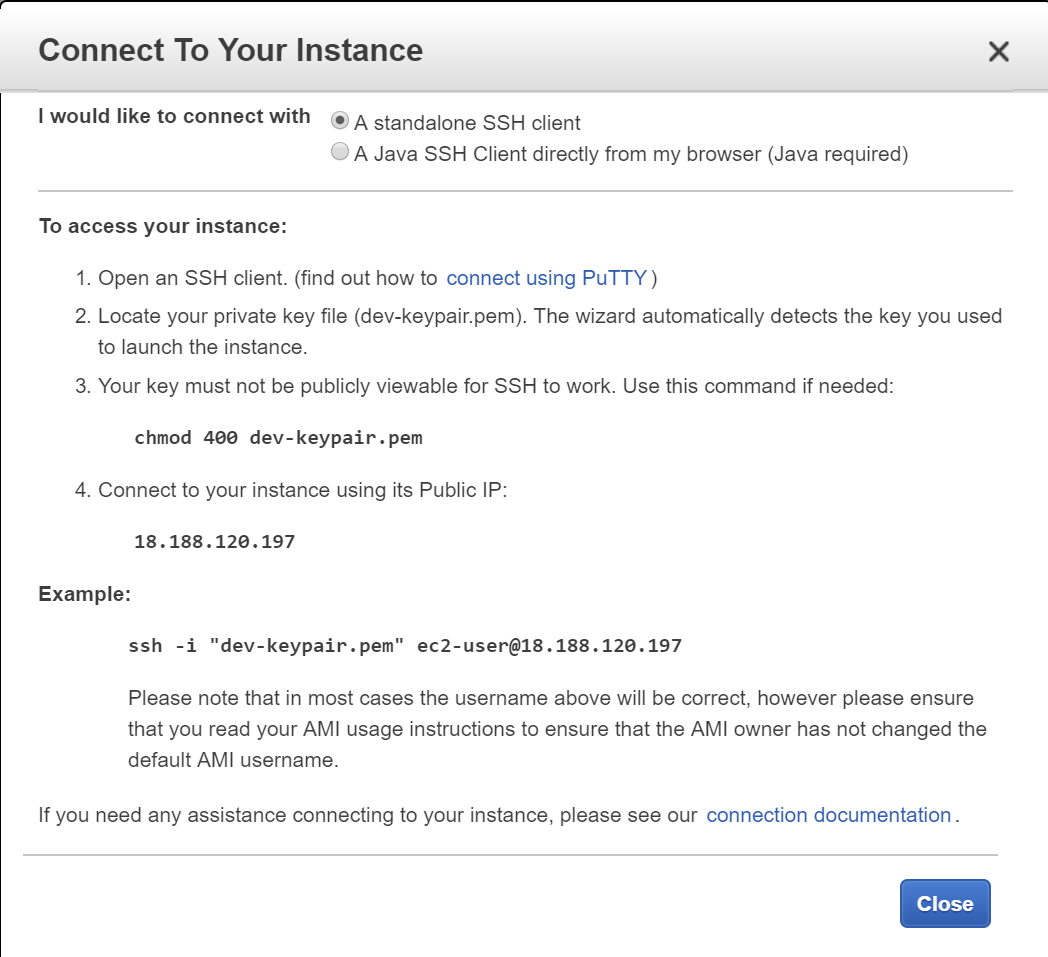 Connect To Your Instance
I would like to connect with
A standalone SSH client
A Java SSH Client directly from my browser (Java required)
To access your instance:
1. Open an SSH client. (find out how to connect using PuTTY)
2. Locate your private key file (dev-keypair.pem). The wizard automatically detects the key you used
to launch the instance.
3. Your key must not be publicly viewable for SSH to work. Use this command if needed:
chmod 400 dev-keypair.pem
4. Connect to your instance using its Public IP:
18.188.120.197
Example:
ssh -i "dev-keypair.pem" ec2-user@18.188.120.197
Please note that in most cases the username above will be correct, however please ensure
that you read your AMI usage instructions to ensure that the AMI owner has not changed the
default AMI username.
If you need any assistance connecting to your instance, please see our connection documentation.
Close